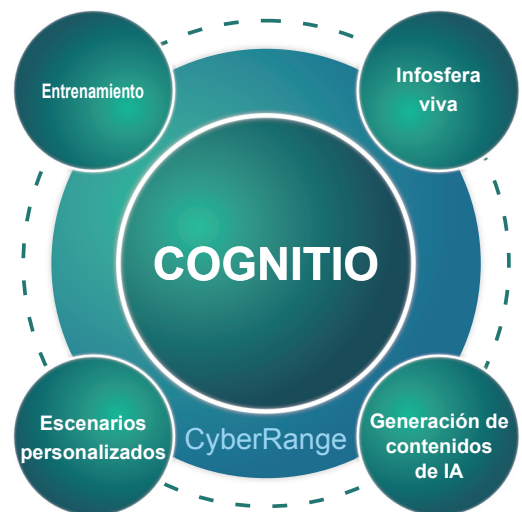 Entrenamiento
Infosfera
viva
COGNITIO
Escenarios
personalizados
CyberRange
Generación de
contenidos
de IA